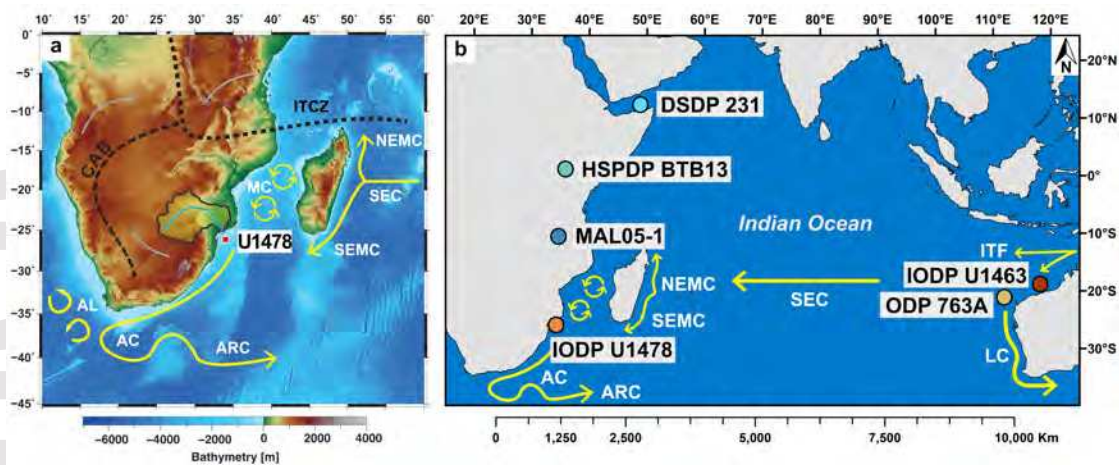 10° 15° 20° 25° 30° 35° 40° 45° 50° 55° 60°
a
0°
−5°
−10°
−15°
−20°
−25°
−30°
−35°
−40°
−45°
ITCZ
NEMC
CAB
MC
SEC
SEMC
U1478
AL
AC
ARC
−6000 −4000 −2000 0 2000 4000
Bathymetry [m]
20°E 30°E 40°E 50°E 60°E 70°E 80°E 90°E 100°E 110°E 120°E
b
N
20°N
10°N
0°S
10°S
20°S
30°S
DSDP 231
HSPDP BTB13
MAL05-1
Indian Ocean
ITF
IODP U1463
ODP 763A
NEMC
SEC
SEMC
IODP U1478
LC
AC
ARC
0 1,250 2,500 5,000 7,500 10,000 Km